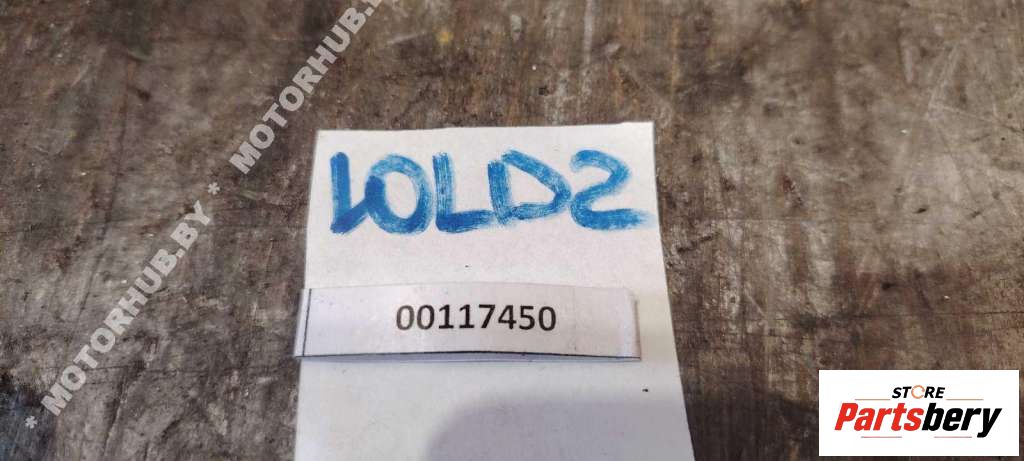 * MOTORHUB.BY * MOTORHUB.BY
10LD2
00117450
STORE
Partsbery